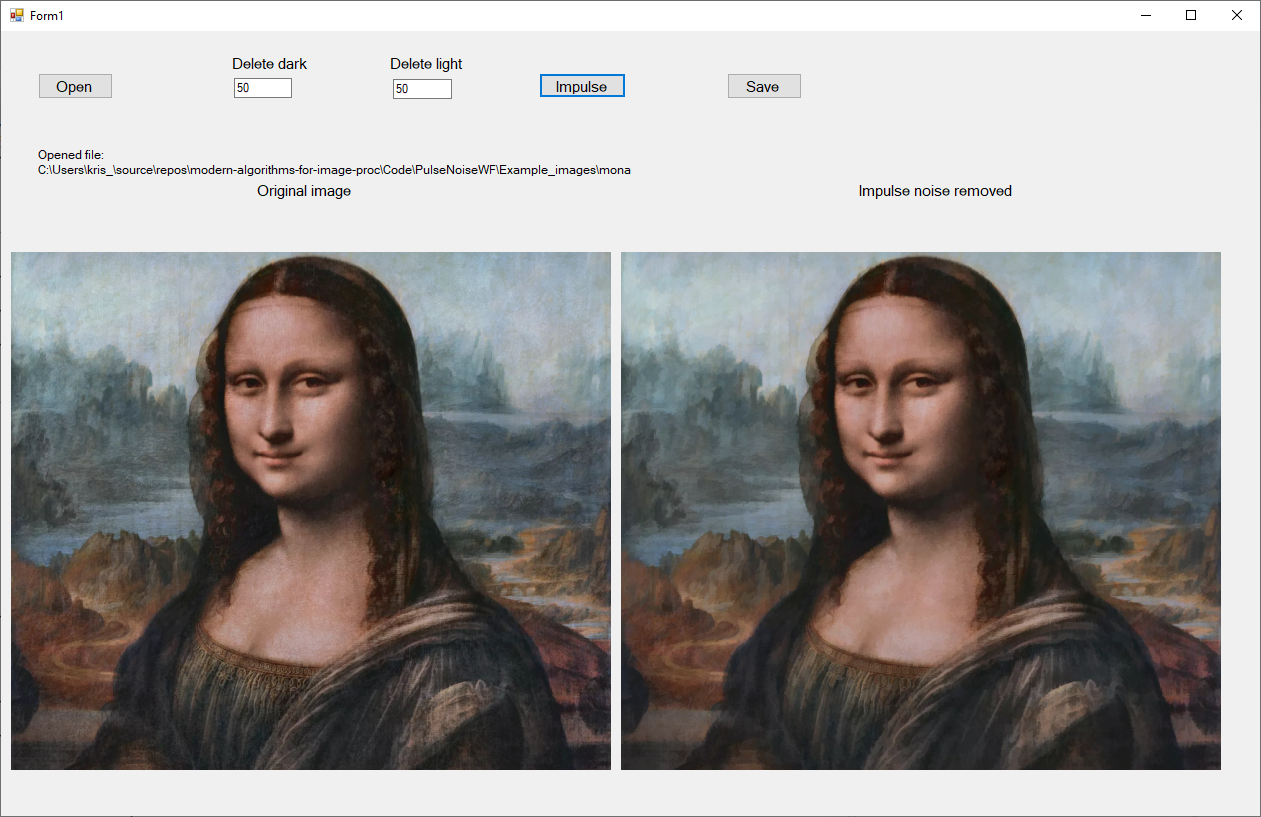 Form1
Delete dark
Delete light
Open
50
50
Impulse
Save
Opened file:
C:\Users\kris_\source\repos\modern-algorithms-for-image-proc\Code\PulseNoiseWF\Example_images\mona
Original image
Impulse noise removed